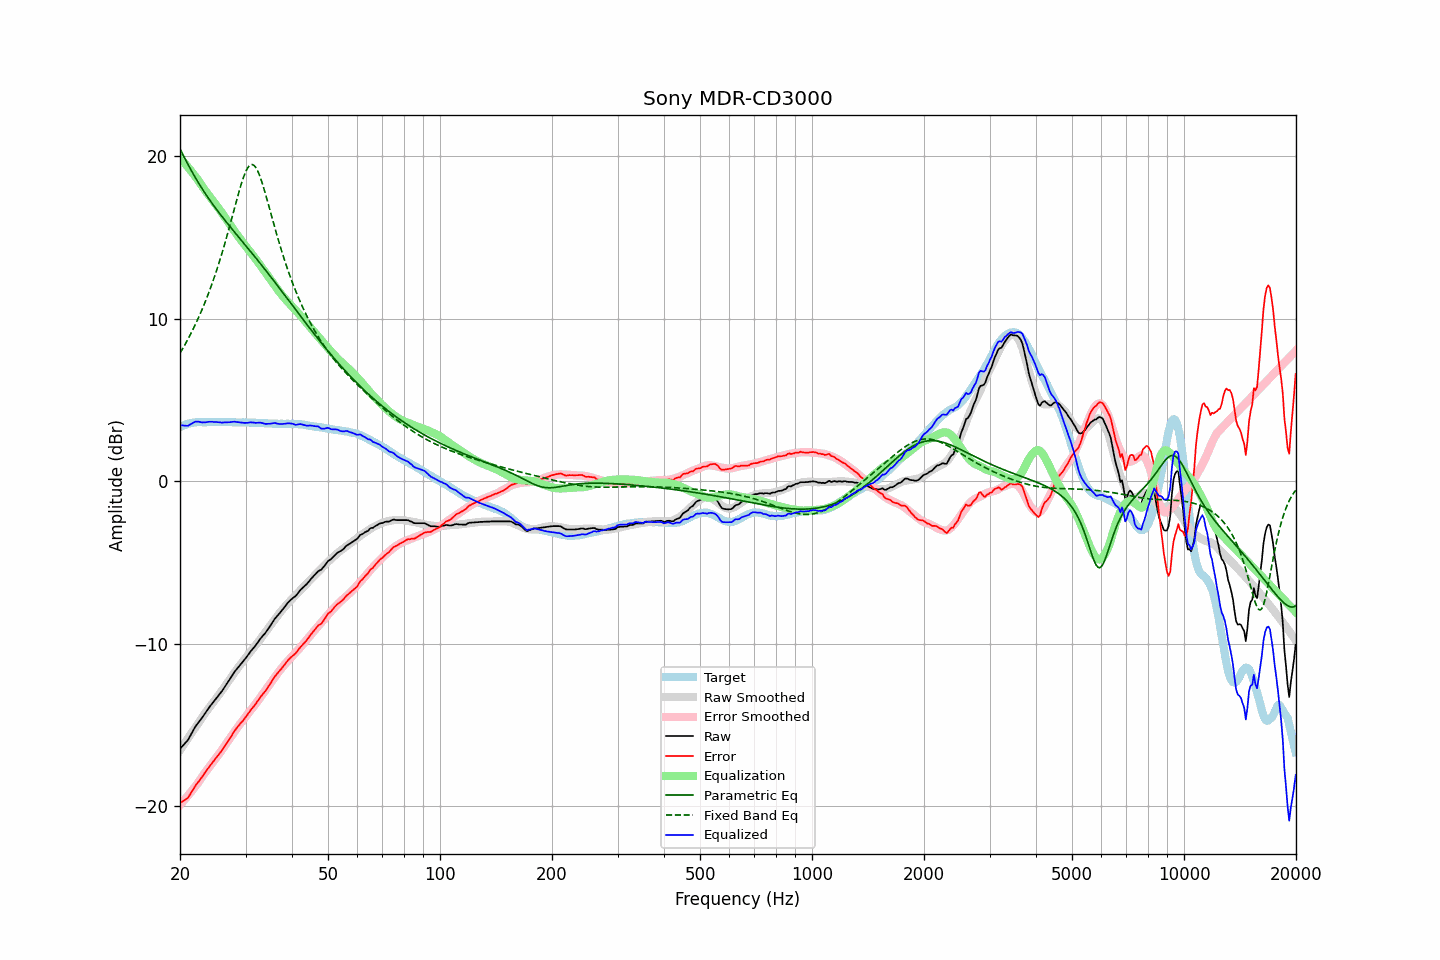 Sony MDR-CD3000
Amplitude (dBr)
20
10
0
−10
−20
Target
Raw Smoothed
Error Smoothed
Raw
Error
Equalization
Parametric Eq
Fixed Band Eq
Equalized
20 50 100 200 500 1000 2000 5000 10000 20000
Frequency (Hz)